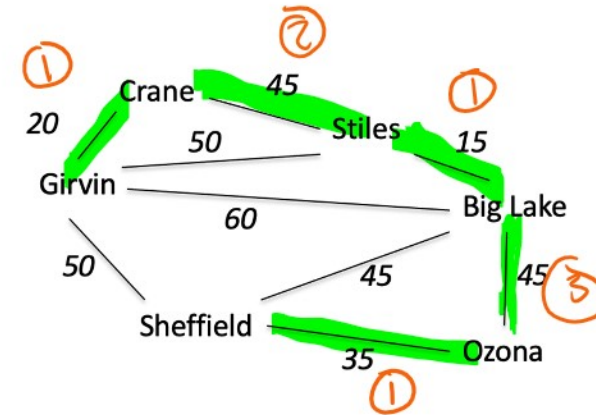 ②
①
Crane
45
①
20
Stiles
15
50
Girvin
Big Lake
60
50
45
45
③
Sheffield
Ozona
35
①